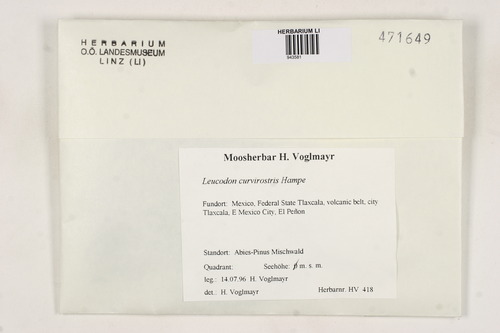 HERBARIUM
O.Ö. LANDESMUSEUM
LINZ (LI)
HERBARIUM LI
943581
471649
Moosherbar H. Voglmayr
Leucodon curvirostris Hampe
Fundort: Mexico, Federal State Tlaxcala, volcanic belt, city
Tlaxcala, E Mexico City, El Peñon
Standort: Abies-Pinus Mischwald
Quadrant: Seehöhe: m. s. m.
leg.: 14.07.96 H. Voglmayr
det.: H. Voglmayr Herbarnr. HV 418